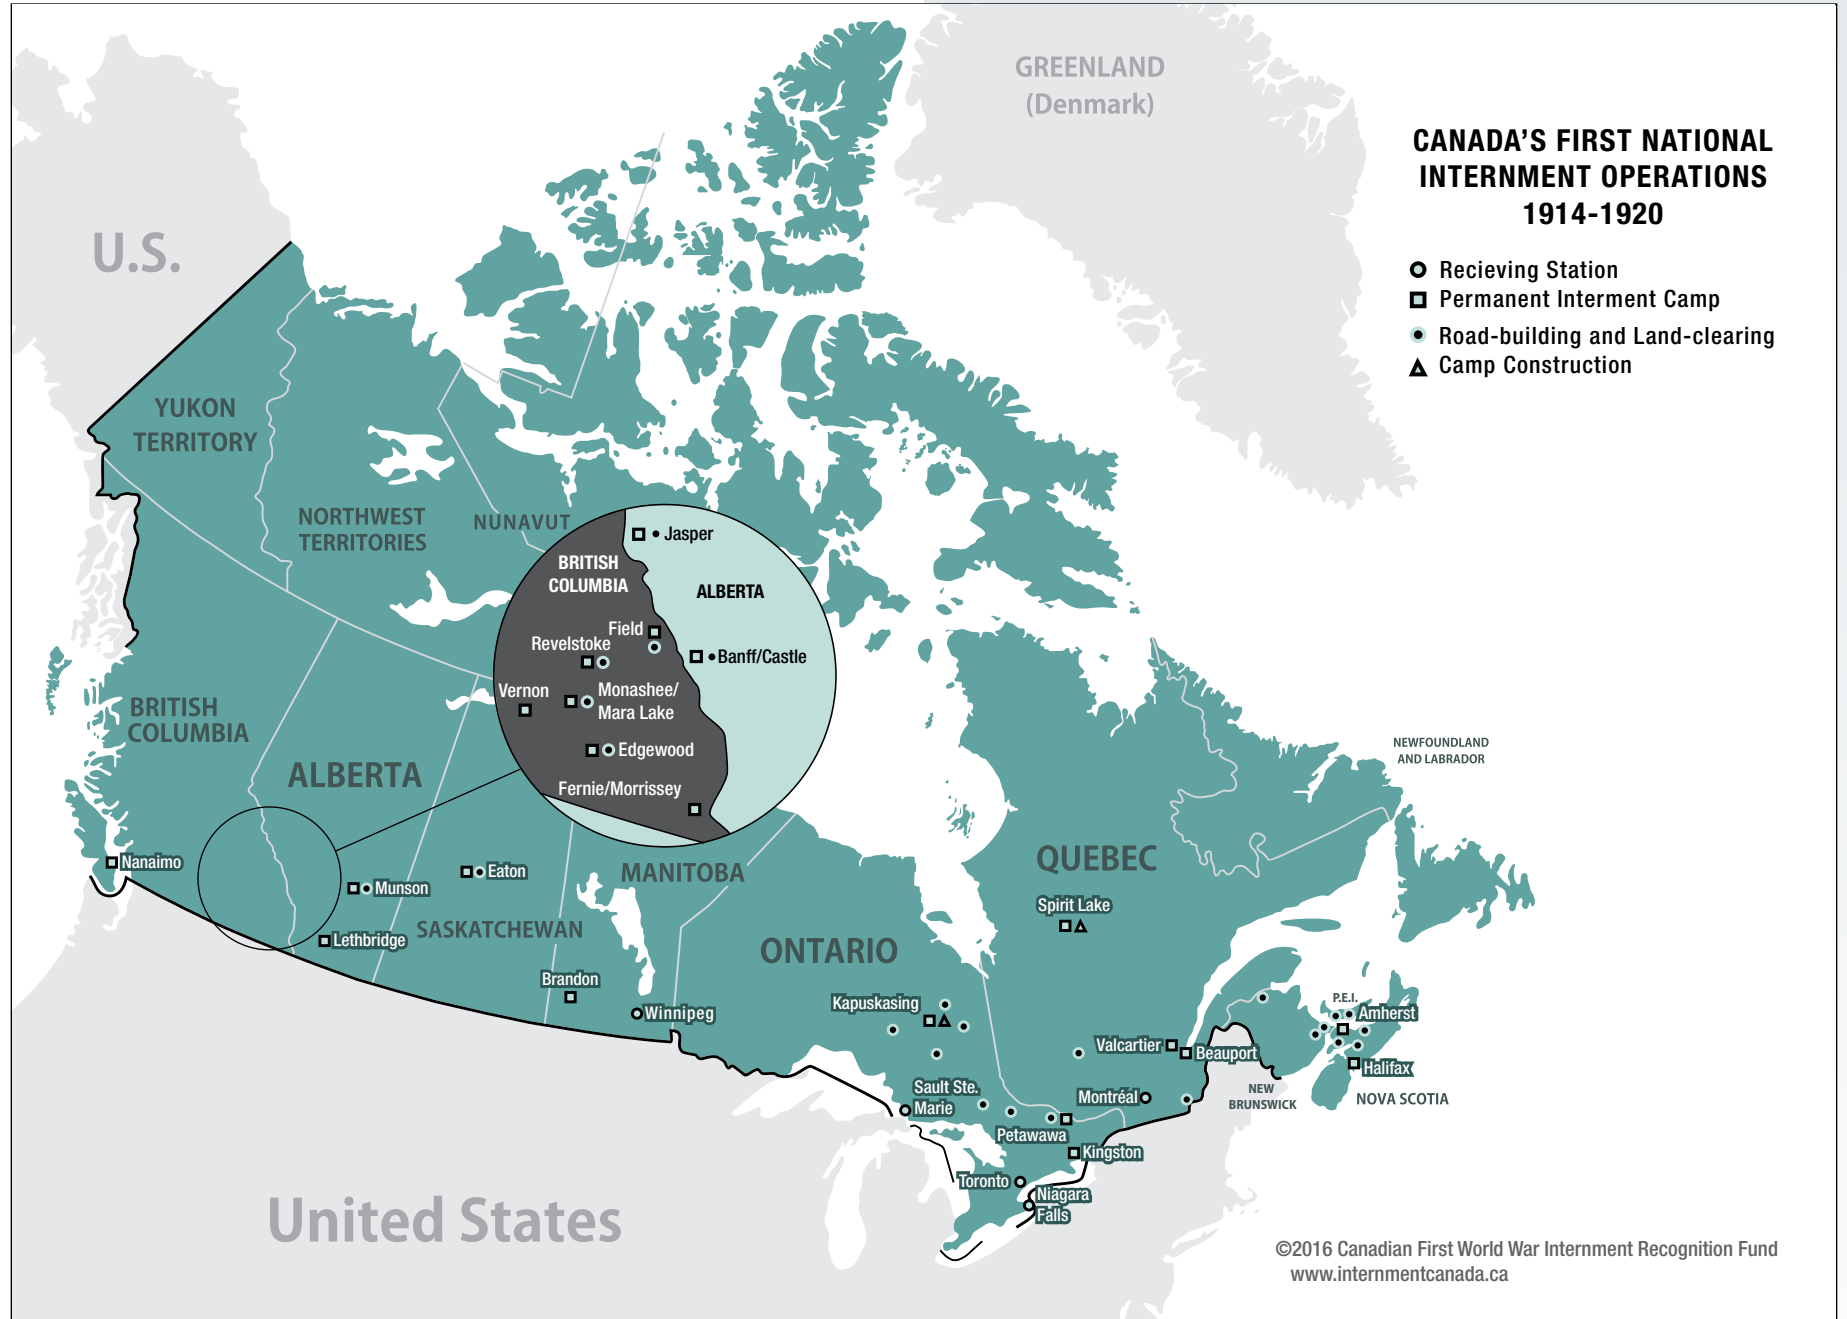 GREENLAND
(Denmark)
CANADA'S FIRST NATIONAL
INTERNMENT OPERATIONS
1914-1920
Recieving Station
Permanent Interment Camp
Road-building and Land-clearing
Camp Construction
U.S.
YUKON
TERRITORY
NORTHWEST
TERRITORIES
NUNAVUT
Jasper
BRITISH
COLUMBIA
ALBERTA
Field
Revelstoke
Banff/Castle
Vernon
Monashee/
Mara Lake
Edgewood
Fernie/Morrissey
BRITISH
COLUMBIA
ALBERTA
NEWFOUNDLAND
AND LABRADOR
Nanaimo
Munson
Eaton
MANITOBA
QUEBEC
Lethbridge
SASKATCHEWAN
Spirit Lake
ONTARIO
Brandon
Winnipeg
Kapuskasing
P.E.I.
Amherst
Valcartier
Beauport
Halifax
Sault Ste.
Marie
Montréal
NEW
BRUNSWICK
NOVA SCOTIA
Petawawa
Kingston
Toronto
Niagara
Falls
United States
©2016 Canadian First World War Internment Recognition Fund
www.internmentcanada.ca